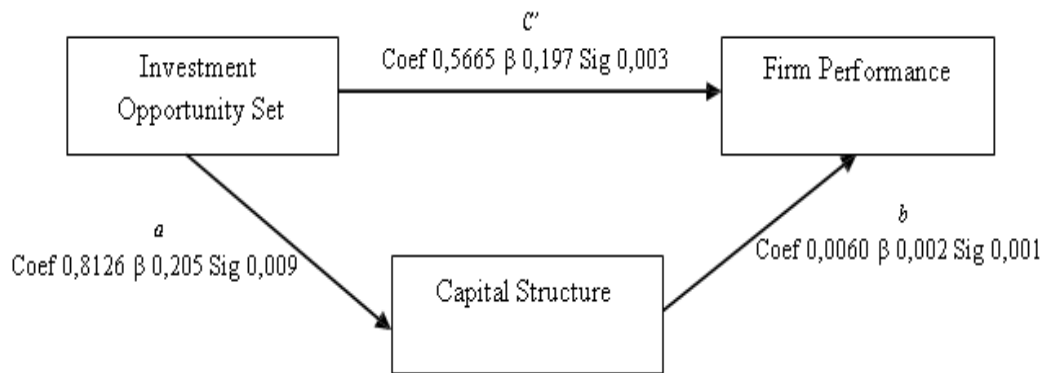 C'
Coef 0,5665 β 0,197 Sig 0,003
Investment
Opportunity Set
Firm Performance
a
Coef 0,8126 β 0,205 Sig 0,009
b
Coef 0,0060 β 0,002 Sig 0,001
Capital Structure